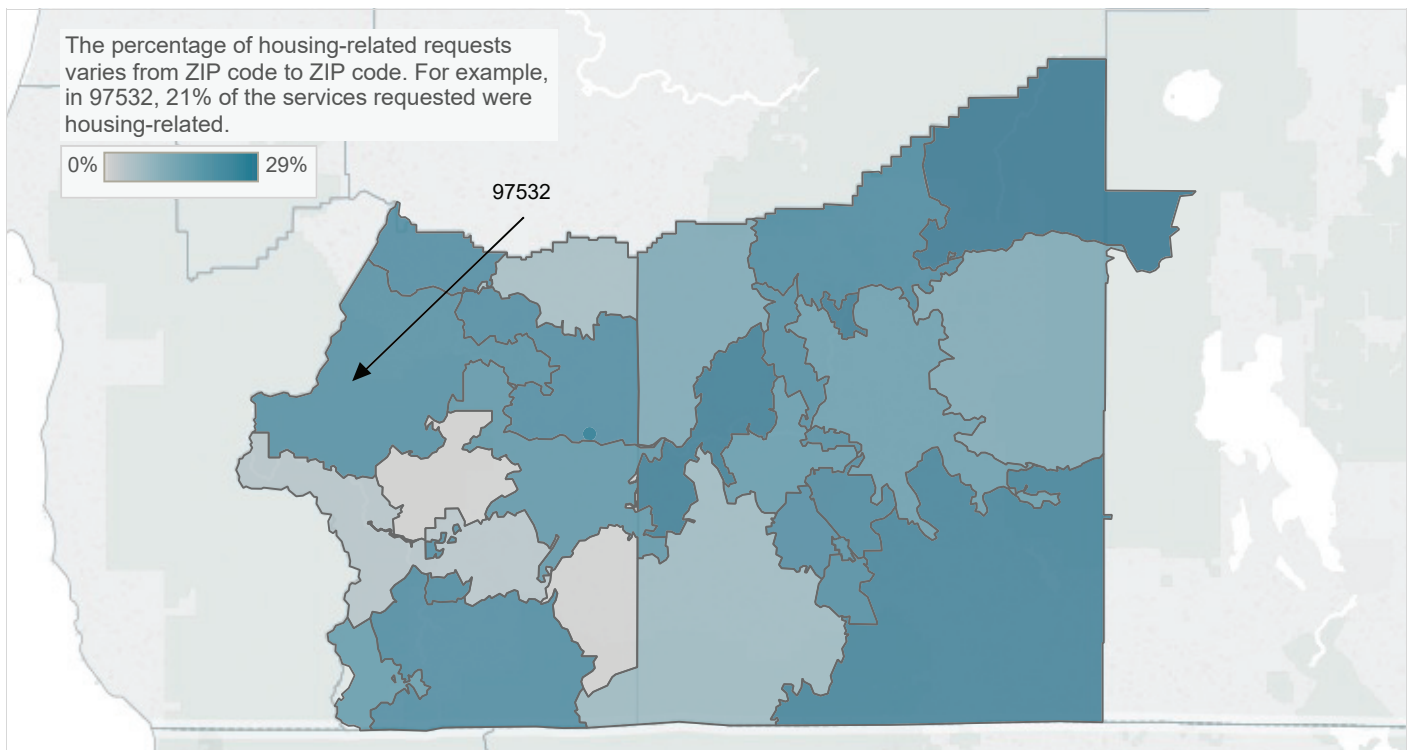 The percentage of housing-related requests
varies from ZIP code to ZIP code. For example,
in 97532, 21% of the services requested were
housing-related.
0% 29%
97532